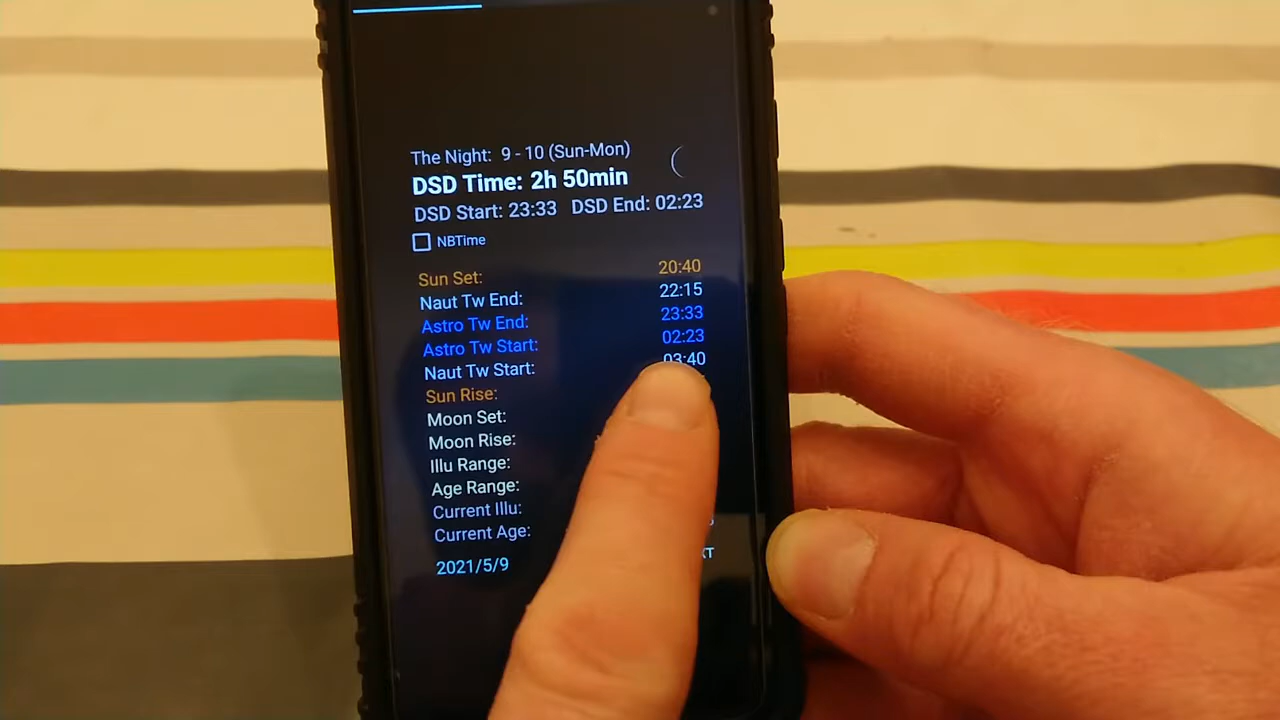 The Night: 9 - 10 (Sun-Mon)
DSD Time: 2h 50min
DSD Start: 23:33 DSD End: 02:23
NBTime
Sun Set: 20:40
Naut Tw End: 22:15
Astro Tw End: 23:33
Astro Tw Start: 02:23
Naut Tw Start: 03:40
Sun Rise:
Moon Set:
Moon Rise:
Illu Range:
Age Range:
Current Illu:
Current Age:
2021/5/9